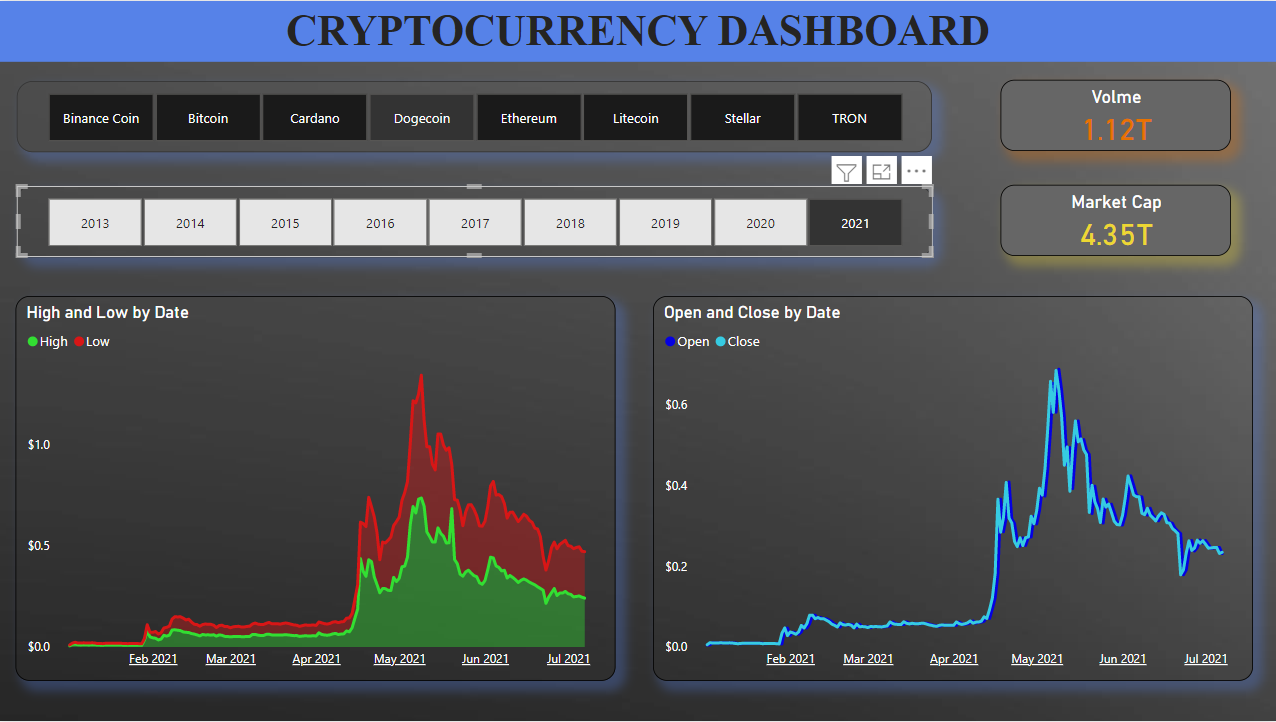 CRYPTOCURRENCY DASHBOARD
Binance Coin Bitcoin Cardano Dogecoin Ethereum Litecoin Stellar TRON
Volme
1.12T
2013 2014 2015 2016 2017 2018 2019 2020 2021
Market Cap
4.35T
High and Low by Date
High Low
$1.0
$0.5
$0.0
Feb 2021 Mar 2021 Apr 2021 May 2021 Jun 2021 Jul 2021
Open and Close by Date
Open Close
$0.6
$0.4
$0.2
$0.0
Feb 2021 Mar 2021 Apr 2021 May 2021 Jun 2021 Jul 2021